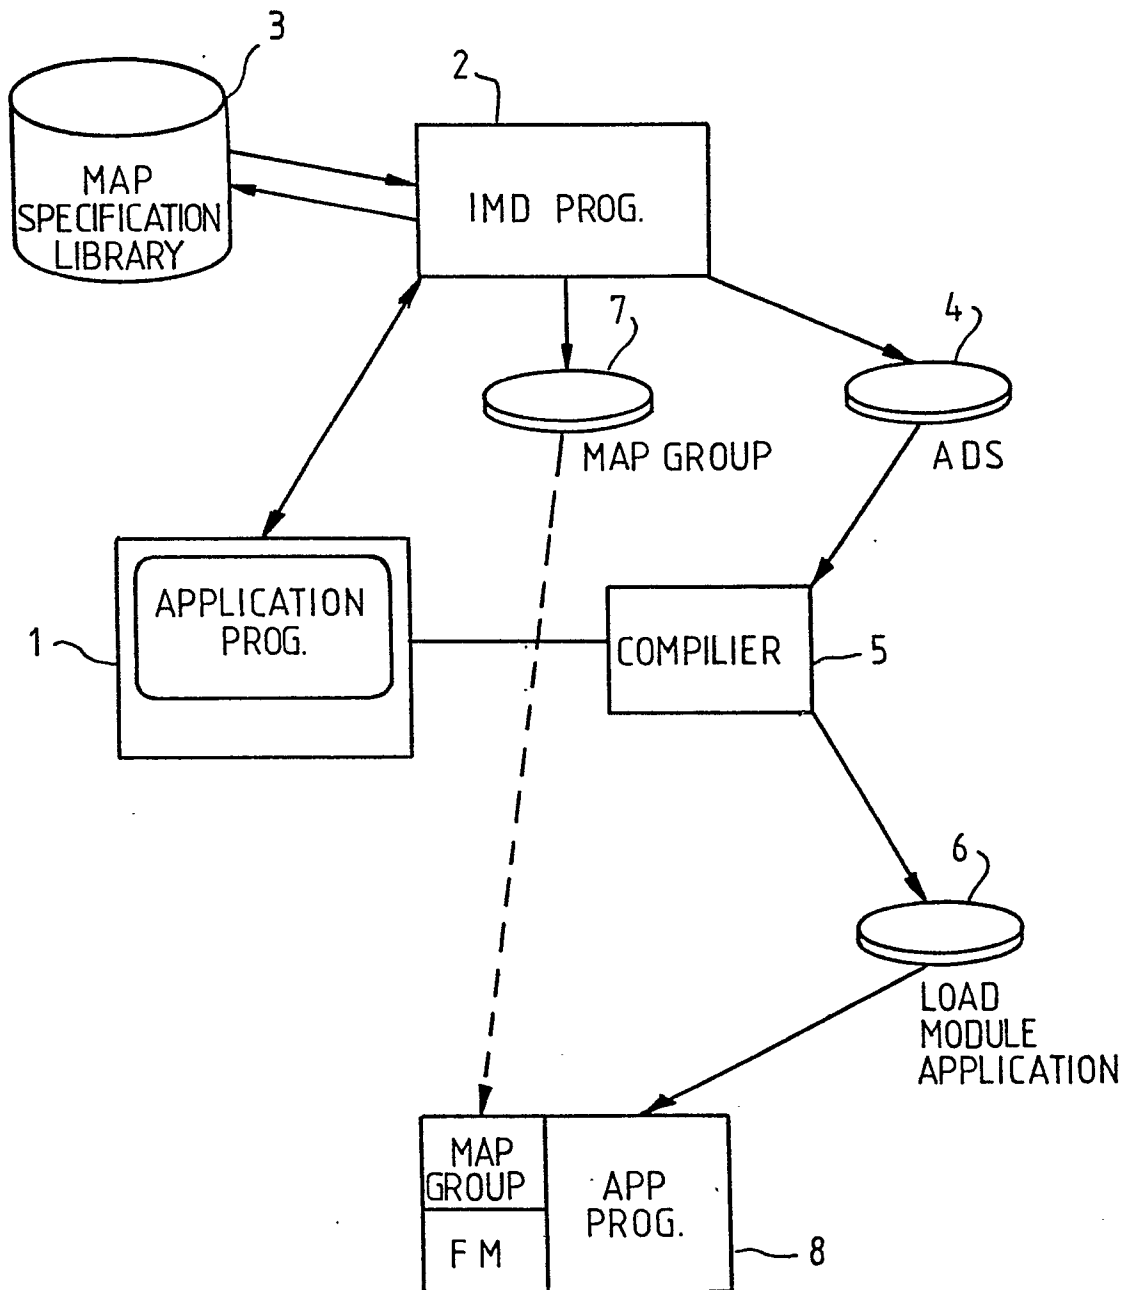 3
2
MAP
SPECIFICATION
LIBRARY
IMD PROG.
7
4
MAP GROUP
ADS
APPLICATION
PROG.
1
COMPILIER
5
6
LOAD
MODULE
APPLICATION
MAP
GROUP
FM
APP
PROG.
8